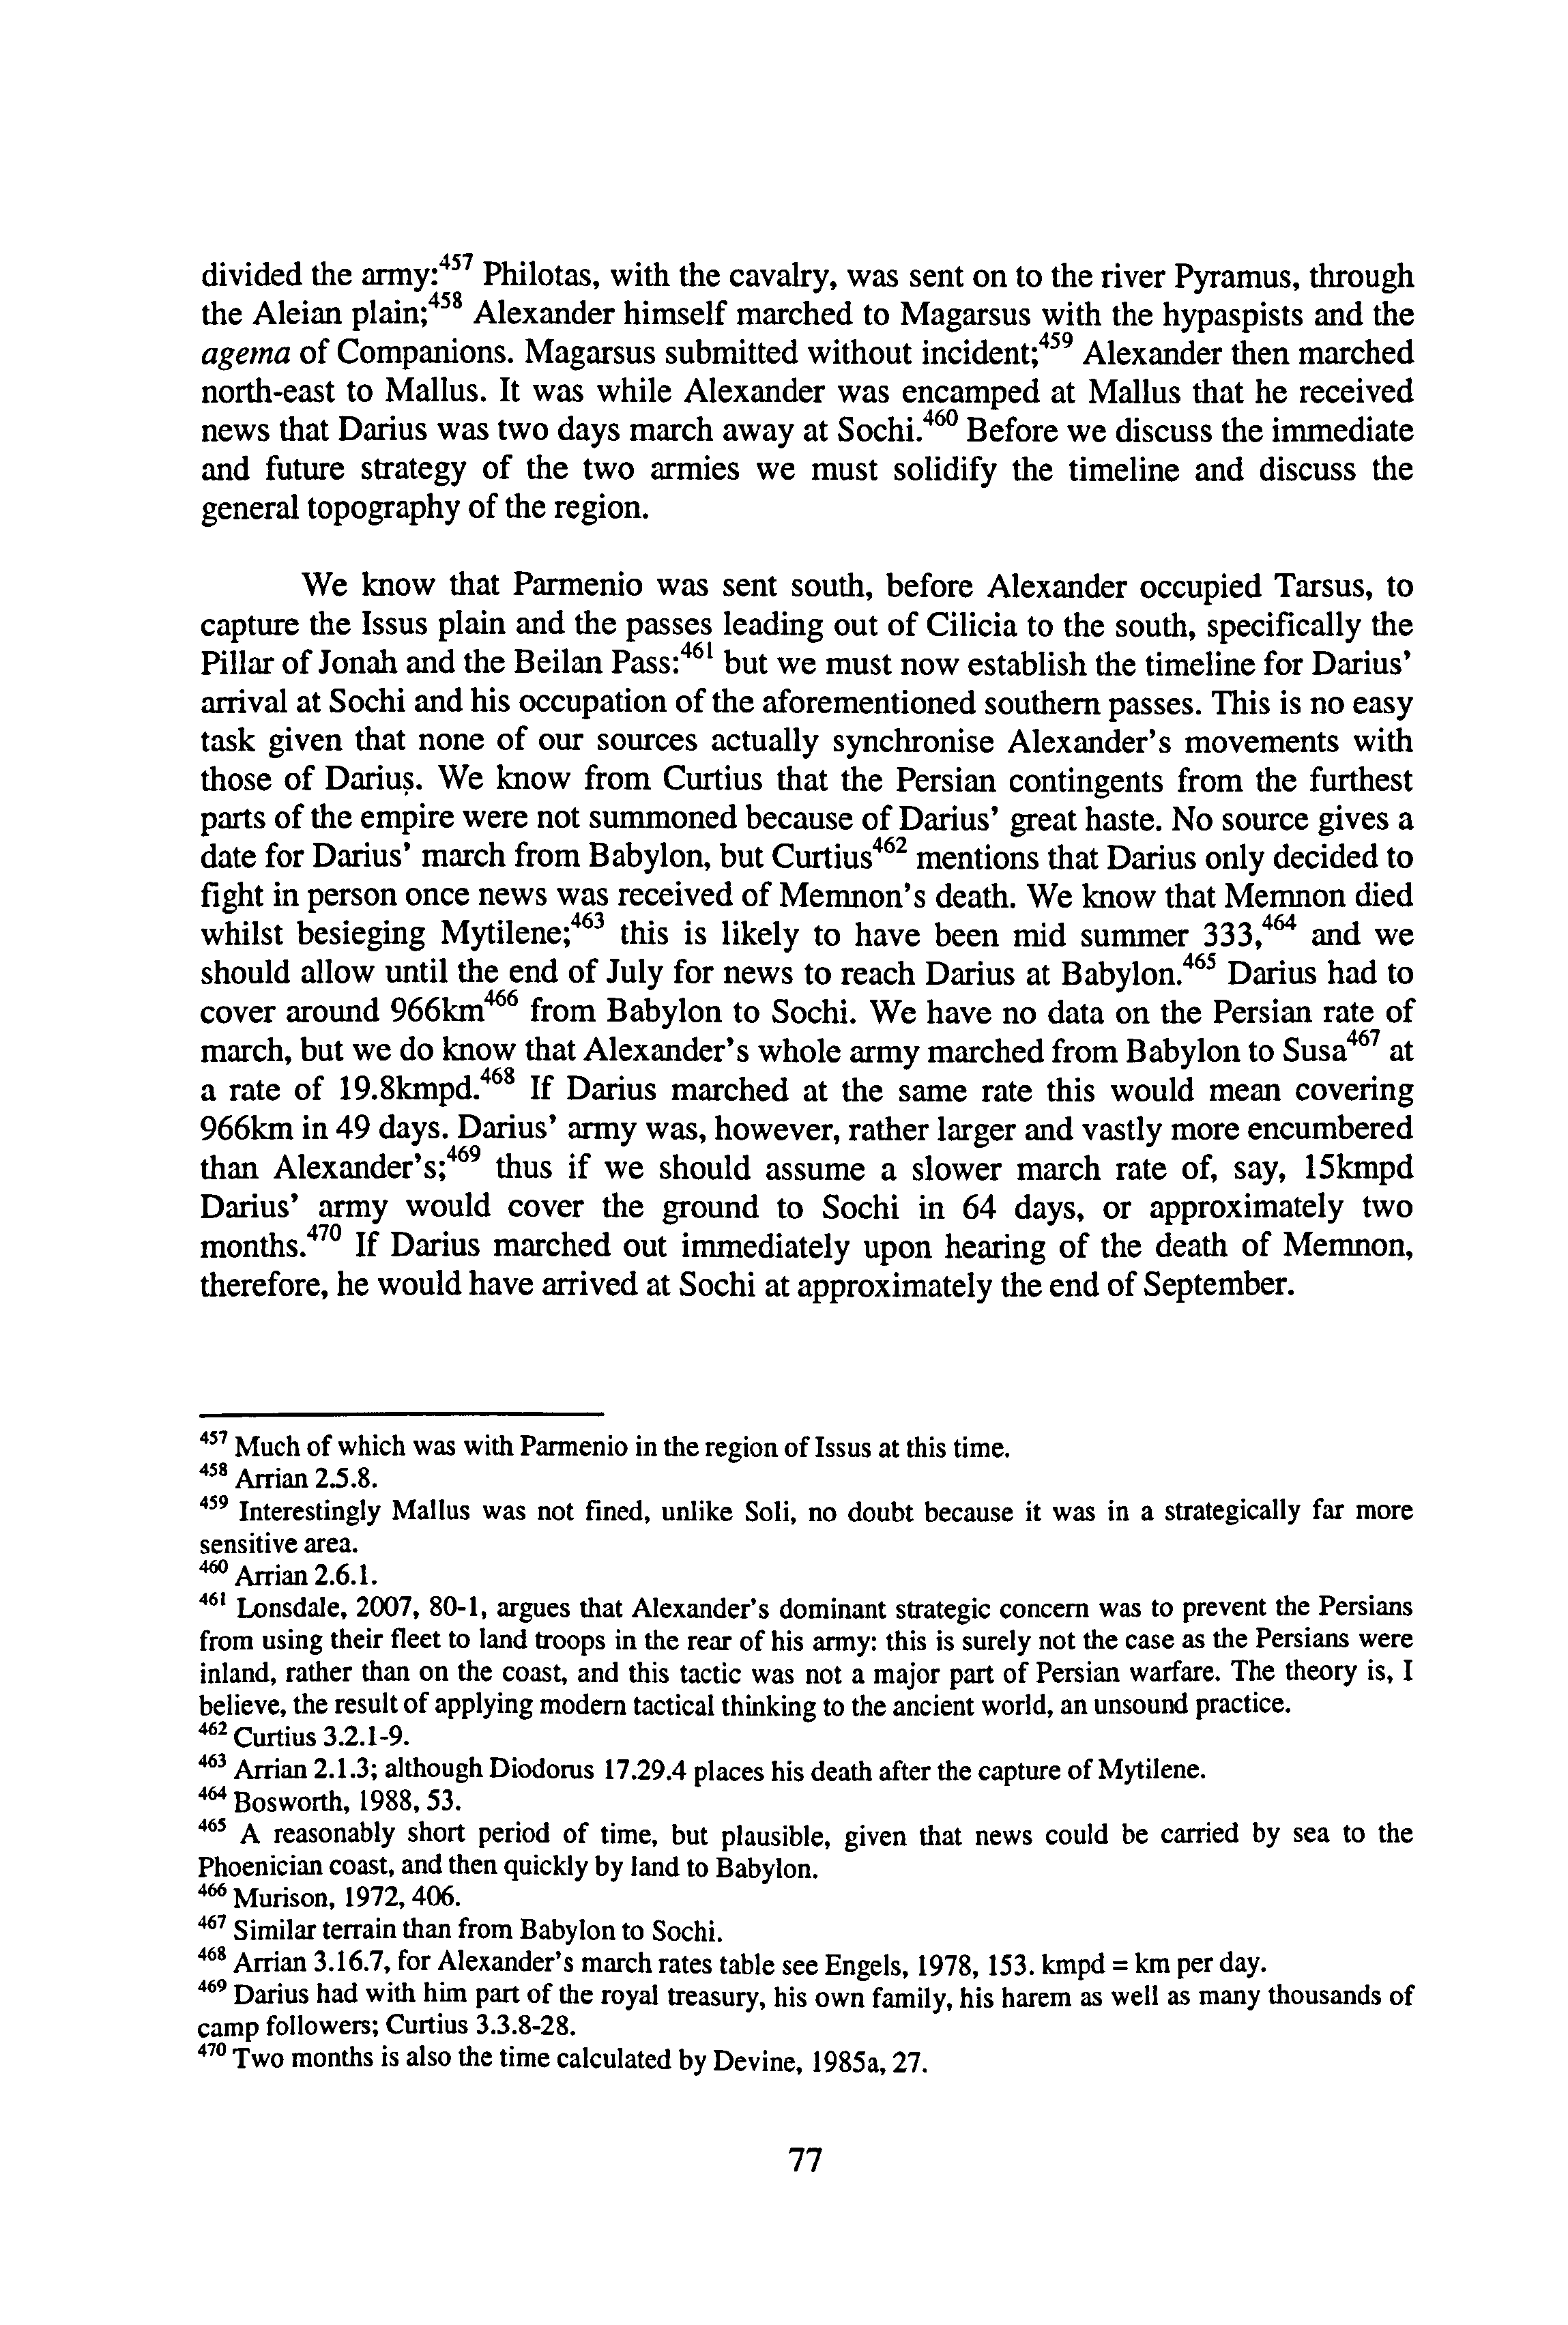 divided the army:⁴⁵⁷ Philotas, with the cavalry, was sent on to the river Pyramus, through
the Aleian plain;⁴⁵⁸ Alexander himself marched to Magarsus with the hypaspists and the
agema of Companions. Magarsus submitted without incident;⁴⁵⁹ Alexander then marched
north-east to Mallus. It was while Alexander was encamped at Mallus that he received
news that Darius was two days march away at Sochi.⁴⁶⁰ Before we discuss the immediate
and future strategy of the two armies we must solidify the timeline and discuss the
general topography of the region.
We know that Parmenio was sent south, before Alexander occupied Tarsus, to
capture the Issus plain and the passes leading out of Cilicia to the south, specifically the
Pillar of Jonah and the Beilan Pass:⁴⁶¹ but we must now establish the timeline for Darius'
arrival at Sochi and his occupation of the aforementioned southern passes. This is no easy
task given that none of our sources actually synchronise Alexander's movements with
those of Darius. We know from Curtius that the Persian contingents from the furthest
parts of the empire were not summoned because of Darius' great haste. No source gives a
date for Darius' march from Babylon, but Curtius⁴⁶² mentions that Darius only decided to
fight in person once news was received of Memnon's death. We know that Memnon died
whilst besieging Mytilene;⁴⁶³ this is likely to have been mid summer 333,⁴⁶⁴ and we
should allow until the end of July for news to reach Darius at Babylon.⁴⁶⁵ Darius had to
cover around 966km⁴⁶⁶ from Babylon to Sochi. We have no data on the Persian rate of
march, but we do know that Alexander's whole army marched from Babylon to Susa⁴⁶⁷ at
a rate of 19.8kmpd.⁴⁶⁸ If Darius marched at the same rate this would mean covering
966km in 49 days. Darius' army was, however, rather larger and vastly more encumbered
than Alexander's;⁴⁶⁹ thus if we should assume a slower march rate of, say, 15kmpd
Darius' army would cover the ground to Sochi in 64 days, or approximately two
months.⁴⁷⁰ If Darius marched out immediately upon hearing of the death of Memnon,
therefore, he would have arrived at Sochi at approximately the end of September.
⁴⁵⁷ Much of which was with Parmenio in the region of Issus at this time.
⁴⁵⁸ Arrian 2.5.8.
⁴⁵⁹ Interestingly Mallus was not fined, unlike Soli, no doubt because it was in a strategically far more
sensitive area.
⁴⁶⁰ Arrian 2.6.1.
⁴⁶¹ Lonsdale, 2007, 80-1, argues that Alexander's dominant strategic concern was to prevent the Persians
from using their fleet to land troops in the rear of his army: this is surely not the case as the Persians were
inland, rather than on the coast, and this tactic was not a major part of Persian warfare. The theory is, I
believe, the result of applying modern tactical thinking to the ancient world, an unsound practice.
⁴⁶² Curtius 3.2.1-9.
⁴⁶³ Arrian 2.1.3; although Diodorus 17.29.4 places his death after the capture of Mytilene.
⁴⁶⁴ Bosworth, 1988, 53.
⁴⁶⁵ A reasonably short period of time, but plausible, given that news could be carried by sea to the
Phoenician coast, and then quickly by land to Babylon.
⁴⁶⁶ Murison, 1972, 406.
⁴⁶⁷ Similar terrain than from Babylon to Sochi.
⁴⁶⁸ Arrian 3.16.7, for Alexander's march rates table see Engels, 1978, 153. kmpd = km per day.
⁴⁶⁹ Darius had with him part of the royal treasury, his own family, his harem as well as many thousands of
camp followers; Curtius 3.3.8-28.
⁴⁷⁰ Two months is also the time calculated by Devine, 1985a, 27.
77